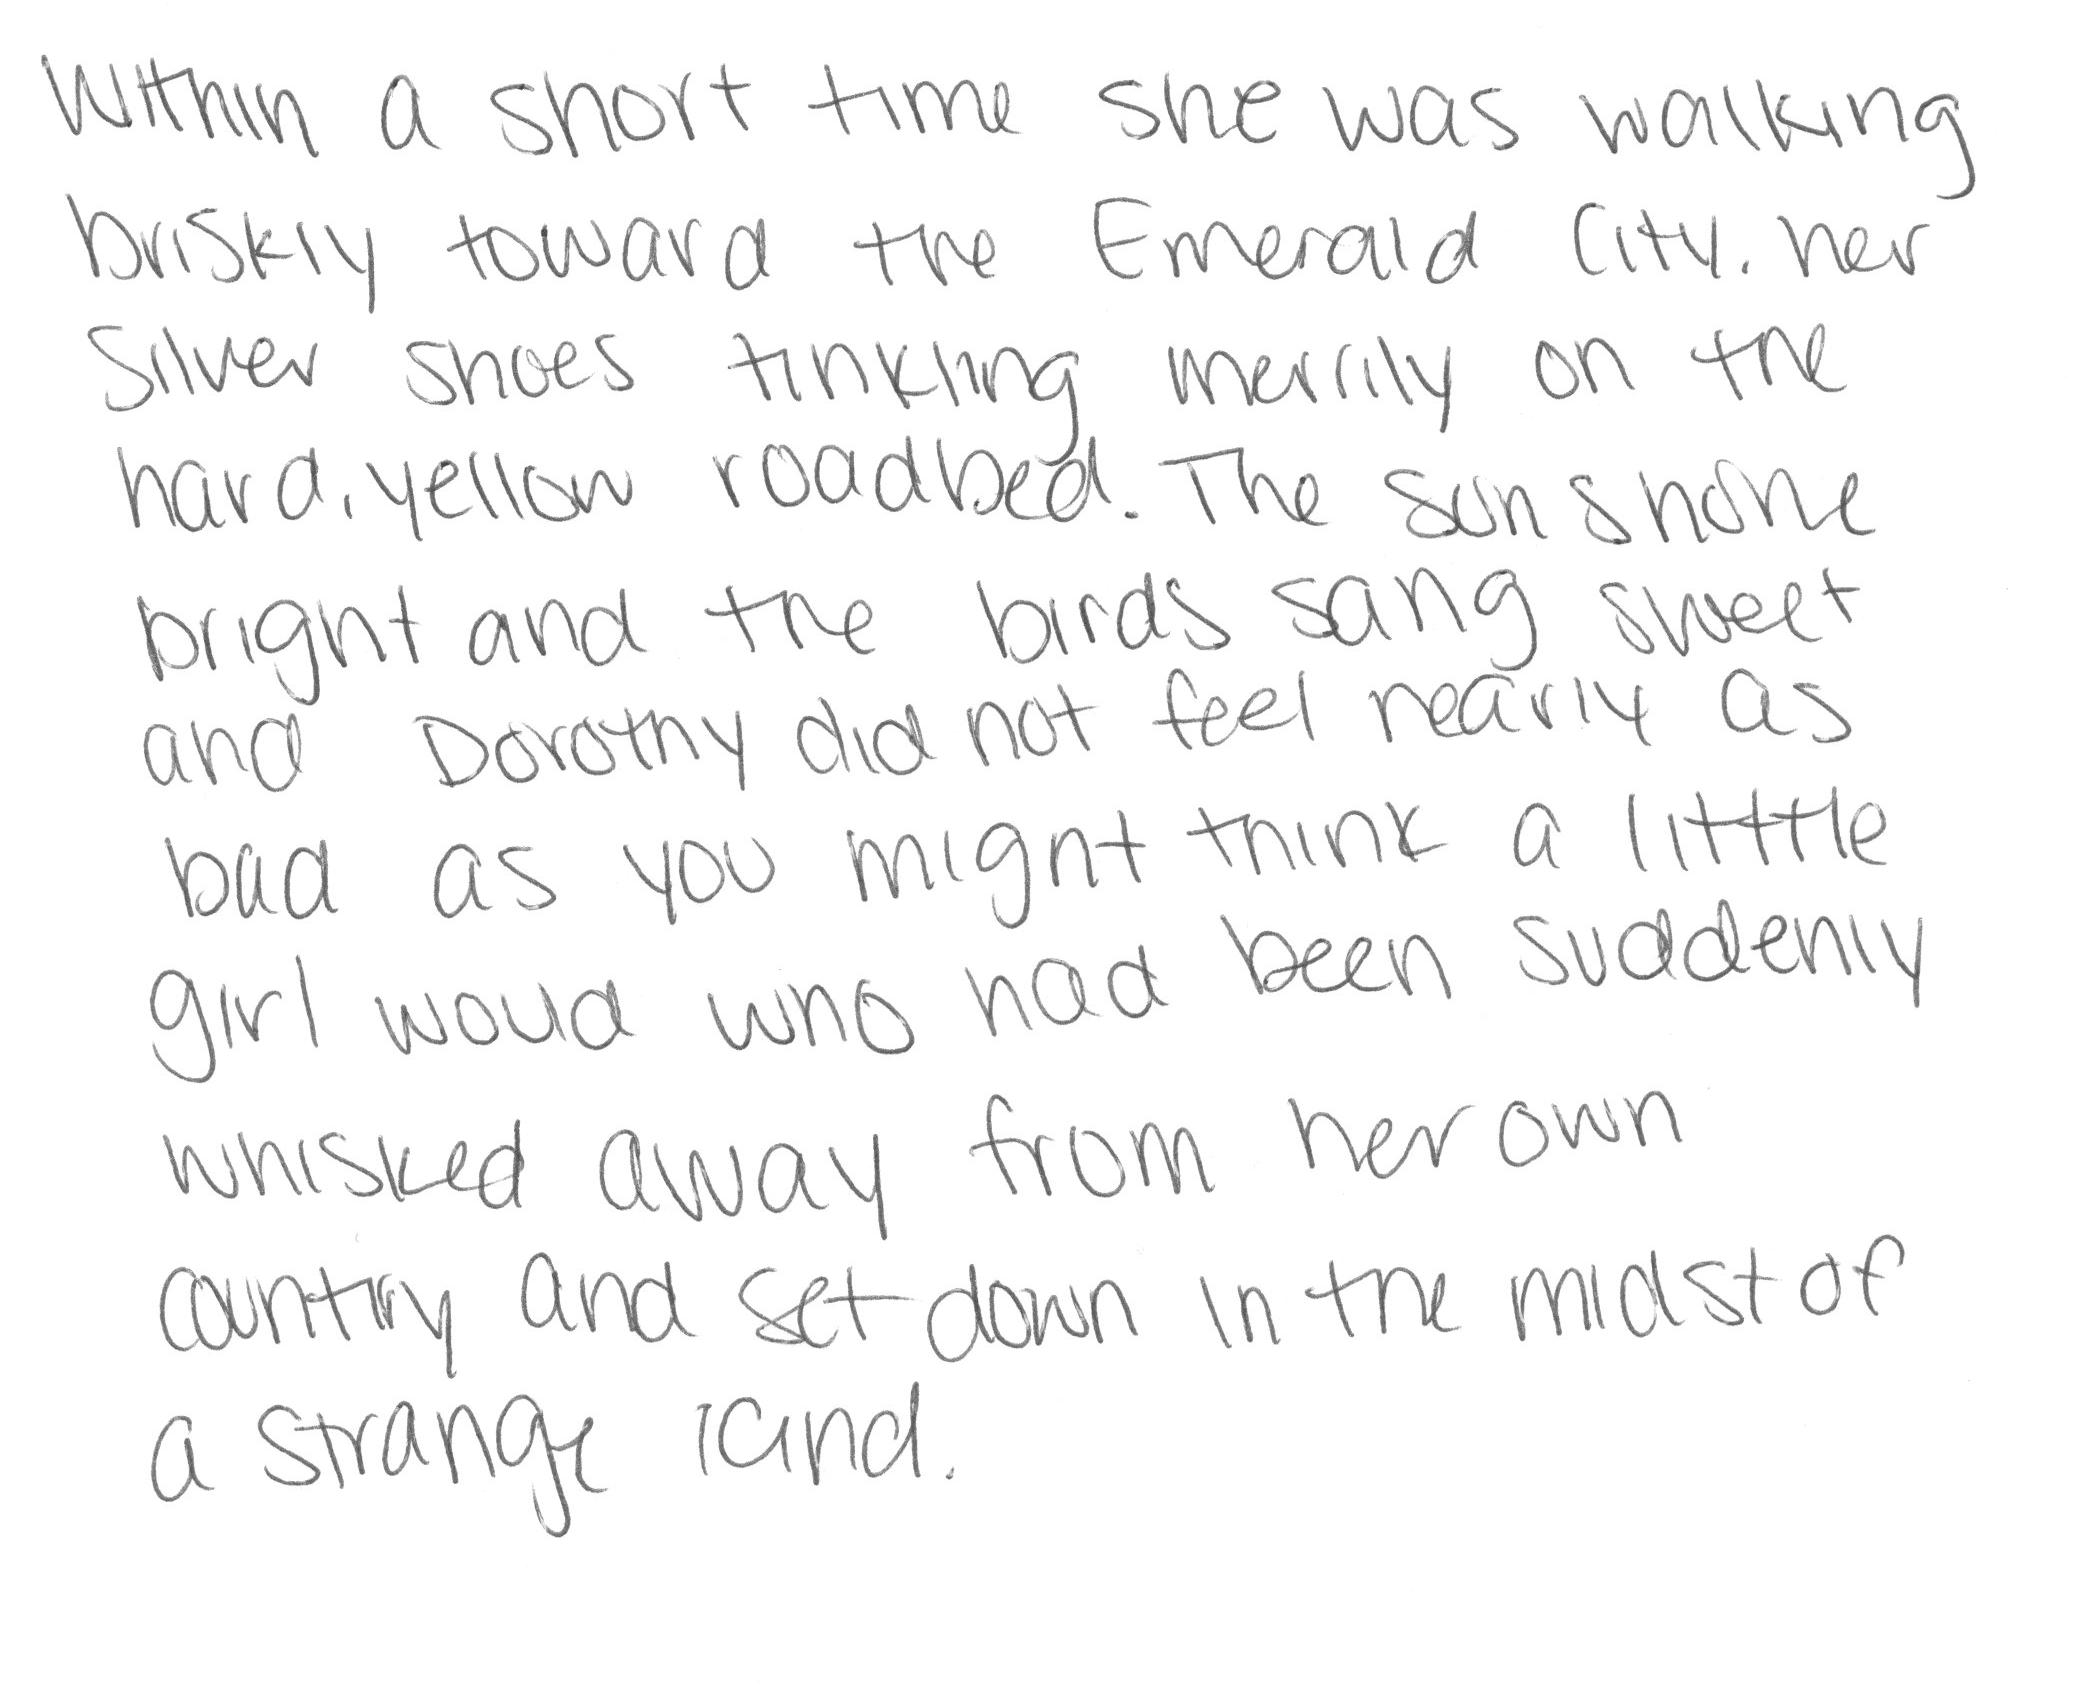 Within a short time she was walking
briskly toward the Emerald City. her
Silver shoes tinkling merrily on the
hard, yellow roadbed. The sun shone
bright and the birds sang sweet
and Dorothy did not feel nearly as
bad as you might think a little
girl would who had been suddenly
whisked away from her own
country and set down in the midst of
a strange land.